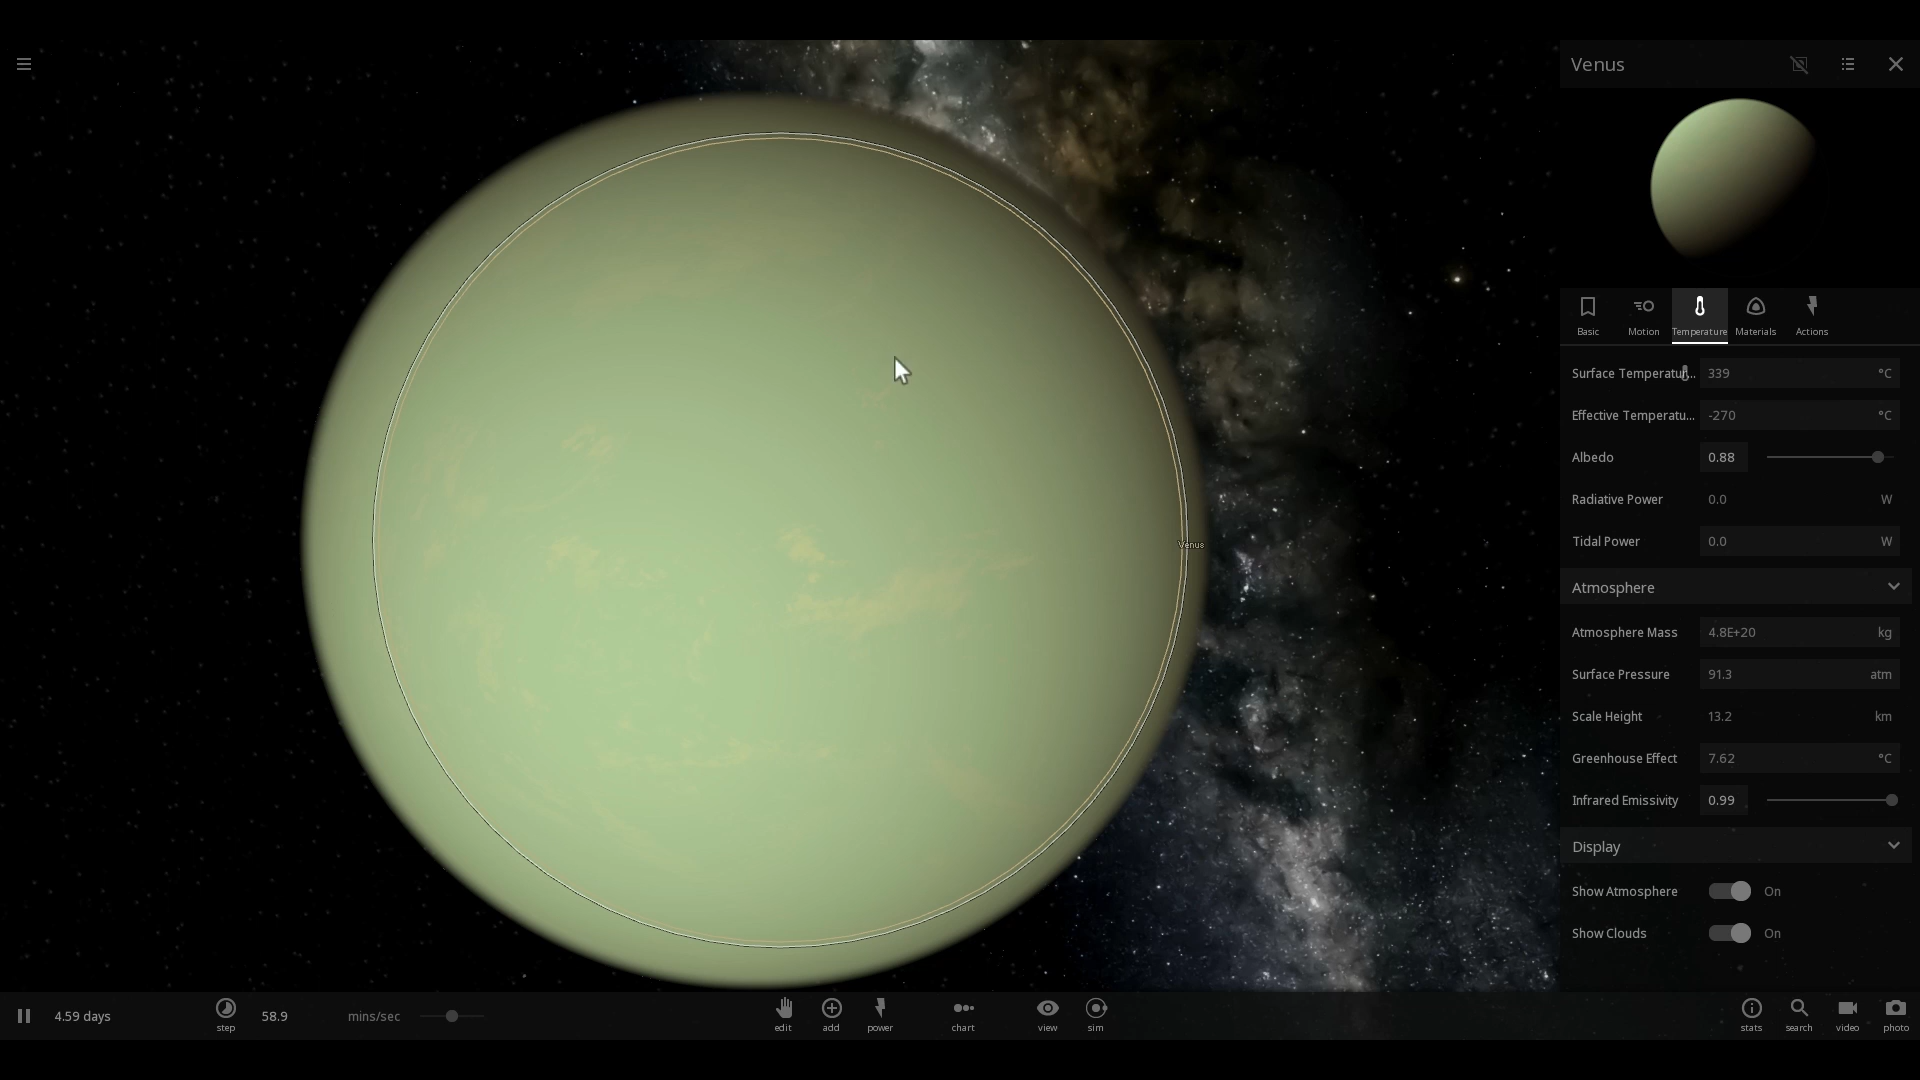 Venus
Basic
Motion
Temperature
Materials
Actions
Surface Temperatur... 339 °C
Effective Temperatu... -270 °C
Albedo 0.88
Radiative Power 0.0 W
Tidal Power 0.0 W
Atmosphere
Atmosphere Mass 4.8E+20 kg
Surface Pressure 91.3 atm
Scale Height 13.2 km
Greenhouse Effect 7.62 °C
Infrared Emissivity 0.99
Display
Show Atmosphere On
Show Clouds On
Venus
4.59 days
step
58.9 mins/sec
edit
add
power
chart
view
sim
stats
search
video
photo